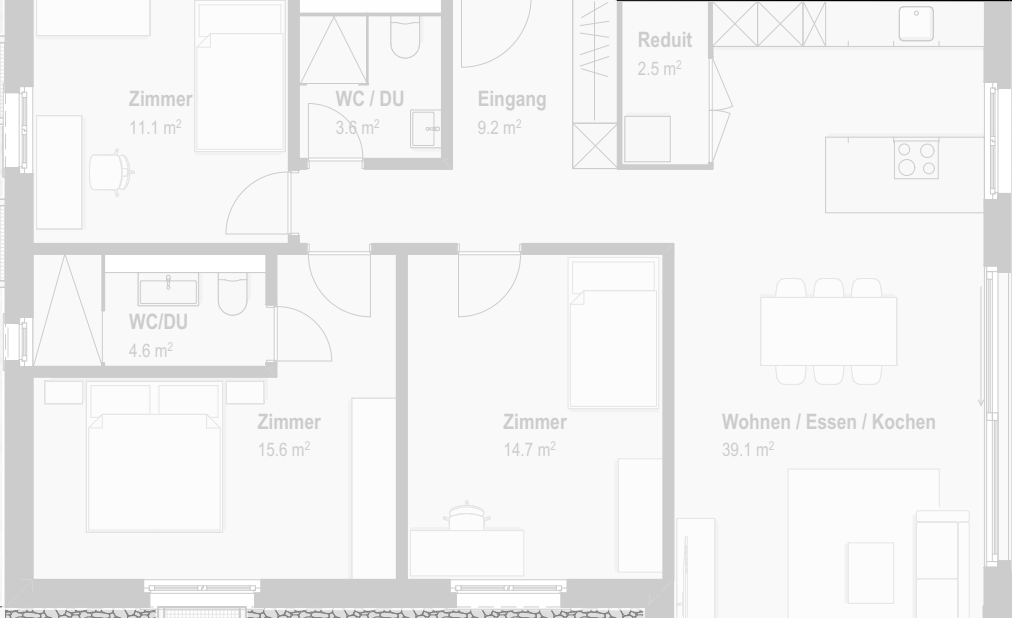 Reduit
2.5 m²
Zimmer
11.1 m²
WC / DU
3.6 m²
Eingang
9.2 m²
WC/DU
4.6 m²
Zimmer
15.6 m²
Zimmer
14.7 m²
Wohnen / Essen / Kochen
39.1 m²